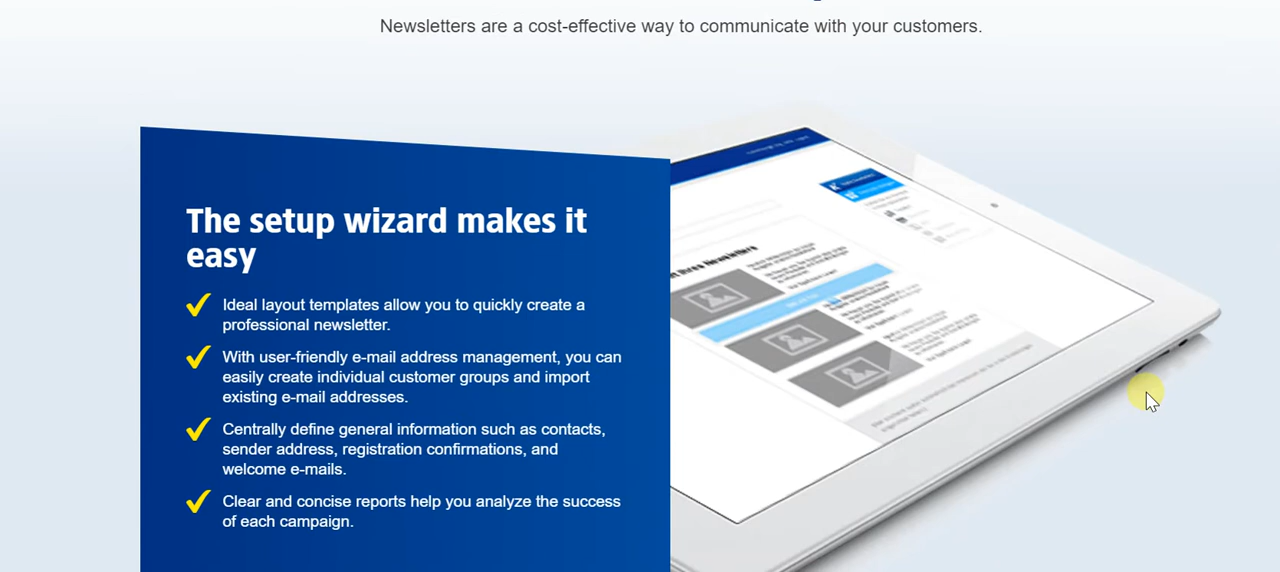 Newsletters are a cost-effective way to communicate with your customers.
The setup wizard makes it
easy
Ideal layout templates allow you to quickly create a
professional newsletter.
With user-friendly e-mail address management, you can
easily create individual customer groups and import
existing e-mail addresses.
Centrally define general information such as contacts,
sender address, registration confirmations, and
welcome e-mails.
Clear and concise reports help you analyze the success
of each campaign.